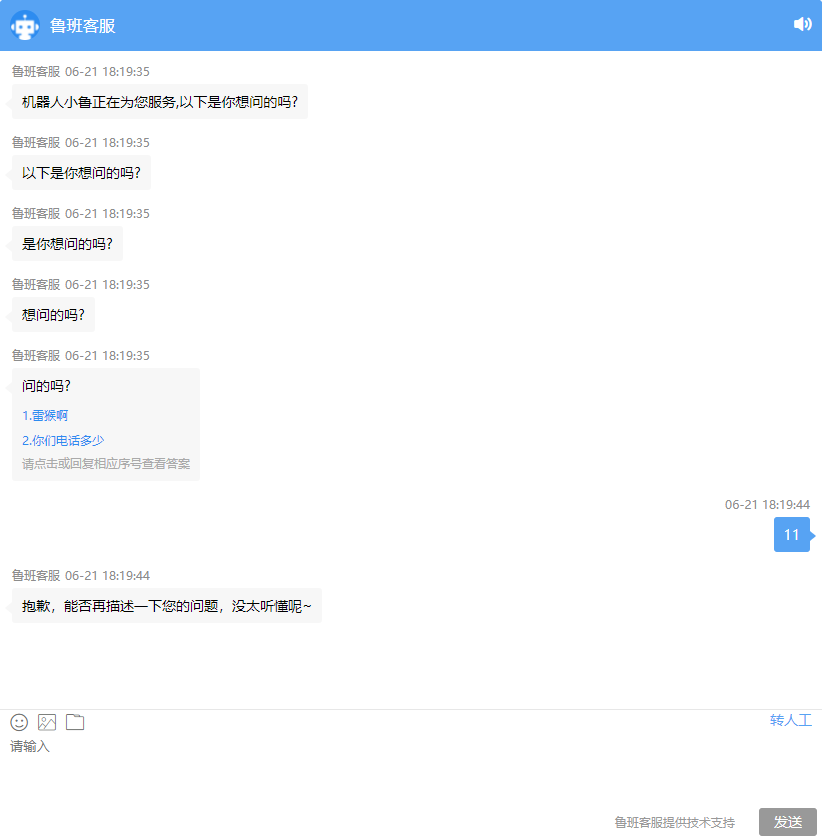 鲁班客服
鲁班客服 06-21 18:19:35
机器人小鲁正在为您服务,以下是你想问的吗?
鲁班客服 06-21 18:19:35
以下是你想问的吗?
鲁班客服 06-21 18:19:35
是你想问的吗?
鲁班客服 06-21 18:19:35
想问的吗?
鲁班客服 06-21 18:19:35
问的吗?
1.雷猴啊
2.你们电话多少
请点击或回复相应序号查看答案
06-21 18:19:44
11
鲁班客服 06-21 18:19:44
抱歉，能否再描述一下您的问题，没太听懂呢~
转人工
请输入
鲁班客服提供技术支持
发送